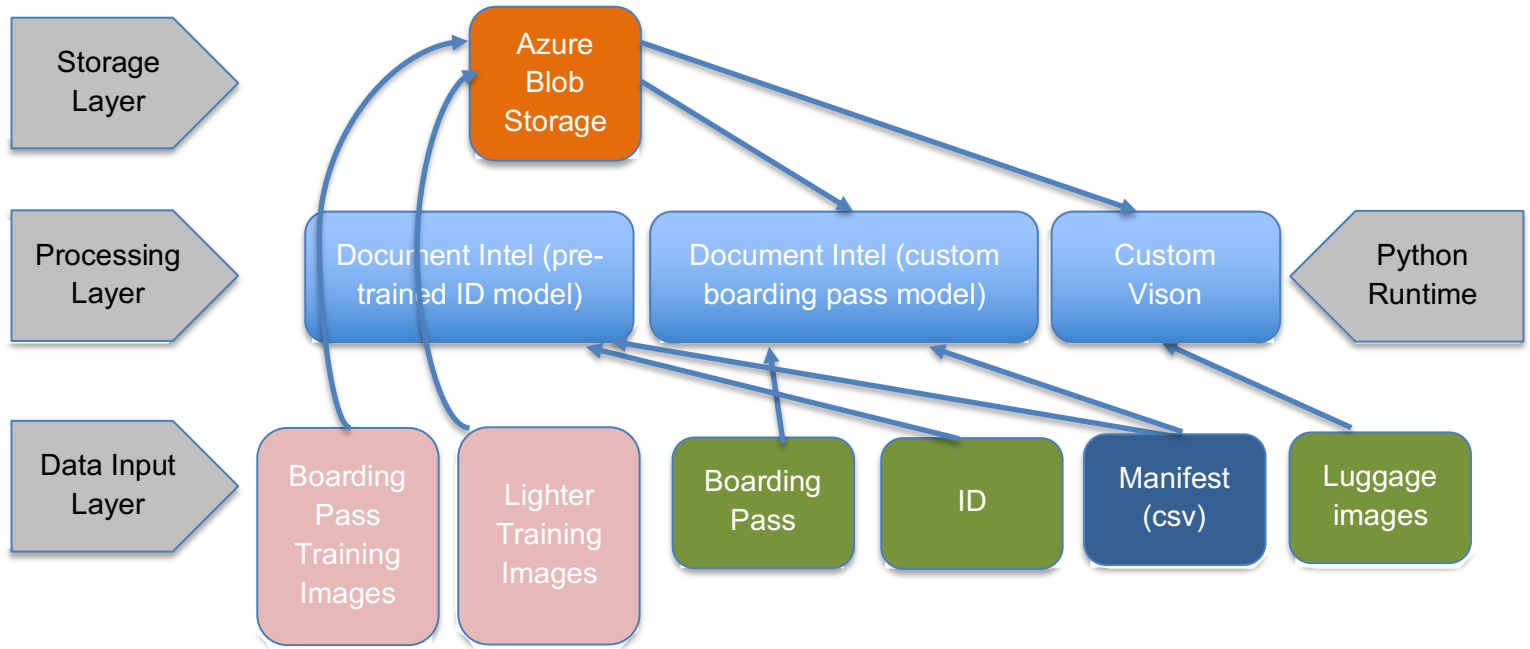 Storage
Layer
Azure
Blob
Storage
Processing
Layer
Document Intel (pre-
trained ID model)
Document Intel (custom
boarding pass model)
Custom
Vison
Python
Runtime
Data Input
Layer
Boarding
Pass
Training
Images
Lighter
Training
Images
Boarding
Pass
ID
Manifest
(csv)
Luggage
images